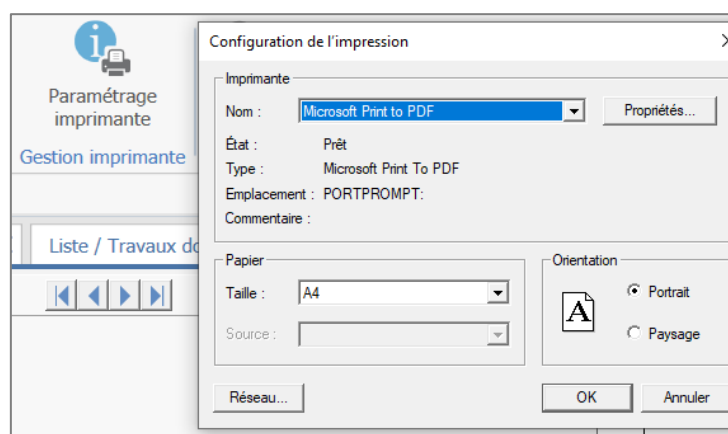 Paramétrage
imprimante
Gestion imprimante
Liste / Travaux
Configuration de l'impression
Imprimante
Nom : Microsoft Print to PDF Propriétés...
État : Prêt
Type : Microsoft Print To PDF
Emplacement : PORTPROMPT:
Commentaire :
Papier
Taille : A4
Source :
Orientation
A
Portrait
Paysage
Réseau... OK Annuler